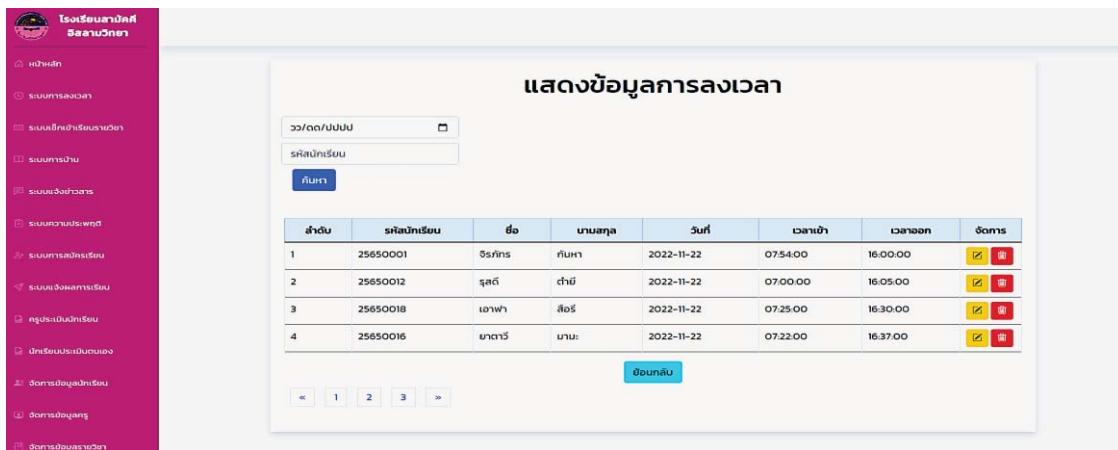 โรงเรียนสามัคคี
อิสลามวิทยา
หน้าหลัก
ระบบการลงเวลา
ระบบเช็กเข้าเรียนรายวิชา
ระบบการบ้าน
ระบบแจ้งข่าวสาร
ระบบความประพฤติ
ระบบการสมัครเรียน
ระบบแจ้งผลการเรียน
ครูประเมินนักเรียน
นักเรียนประเมินตนเอง
จัดการข้อมูลนักเรียน
จัดการข้อมูลครู
จัดการข้อมูลรายวิชา
แสดงข้อมูลการลงเวลา
วว/ดด/ปปปป
รหัสนักเรียน
ค้นหา
ลำดับ รหัสนักเรียน ชื่อ นามสกุล วันที่ เวลาเข้า เวลาออก จัดการ
1 25650001 จิรภัทร กันหา 2022-11-22 07:54:00 16:00:00
2 25650012 รุสดี ต่ำยี 2022-11-22 07:00:00 16:05:00
3 25650018 เอาฟา สือรี 2022-11-22 07:25:00 16:30:00
4 25650016 ยาตาวี มามะ 2022-11-22 07:22:00 16:37:00
ย้อนกลับ
« 1 2 3 »